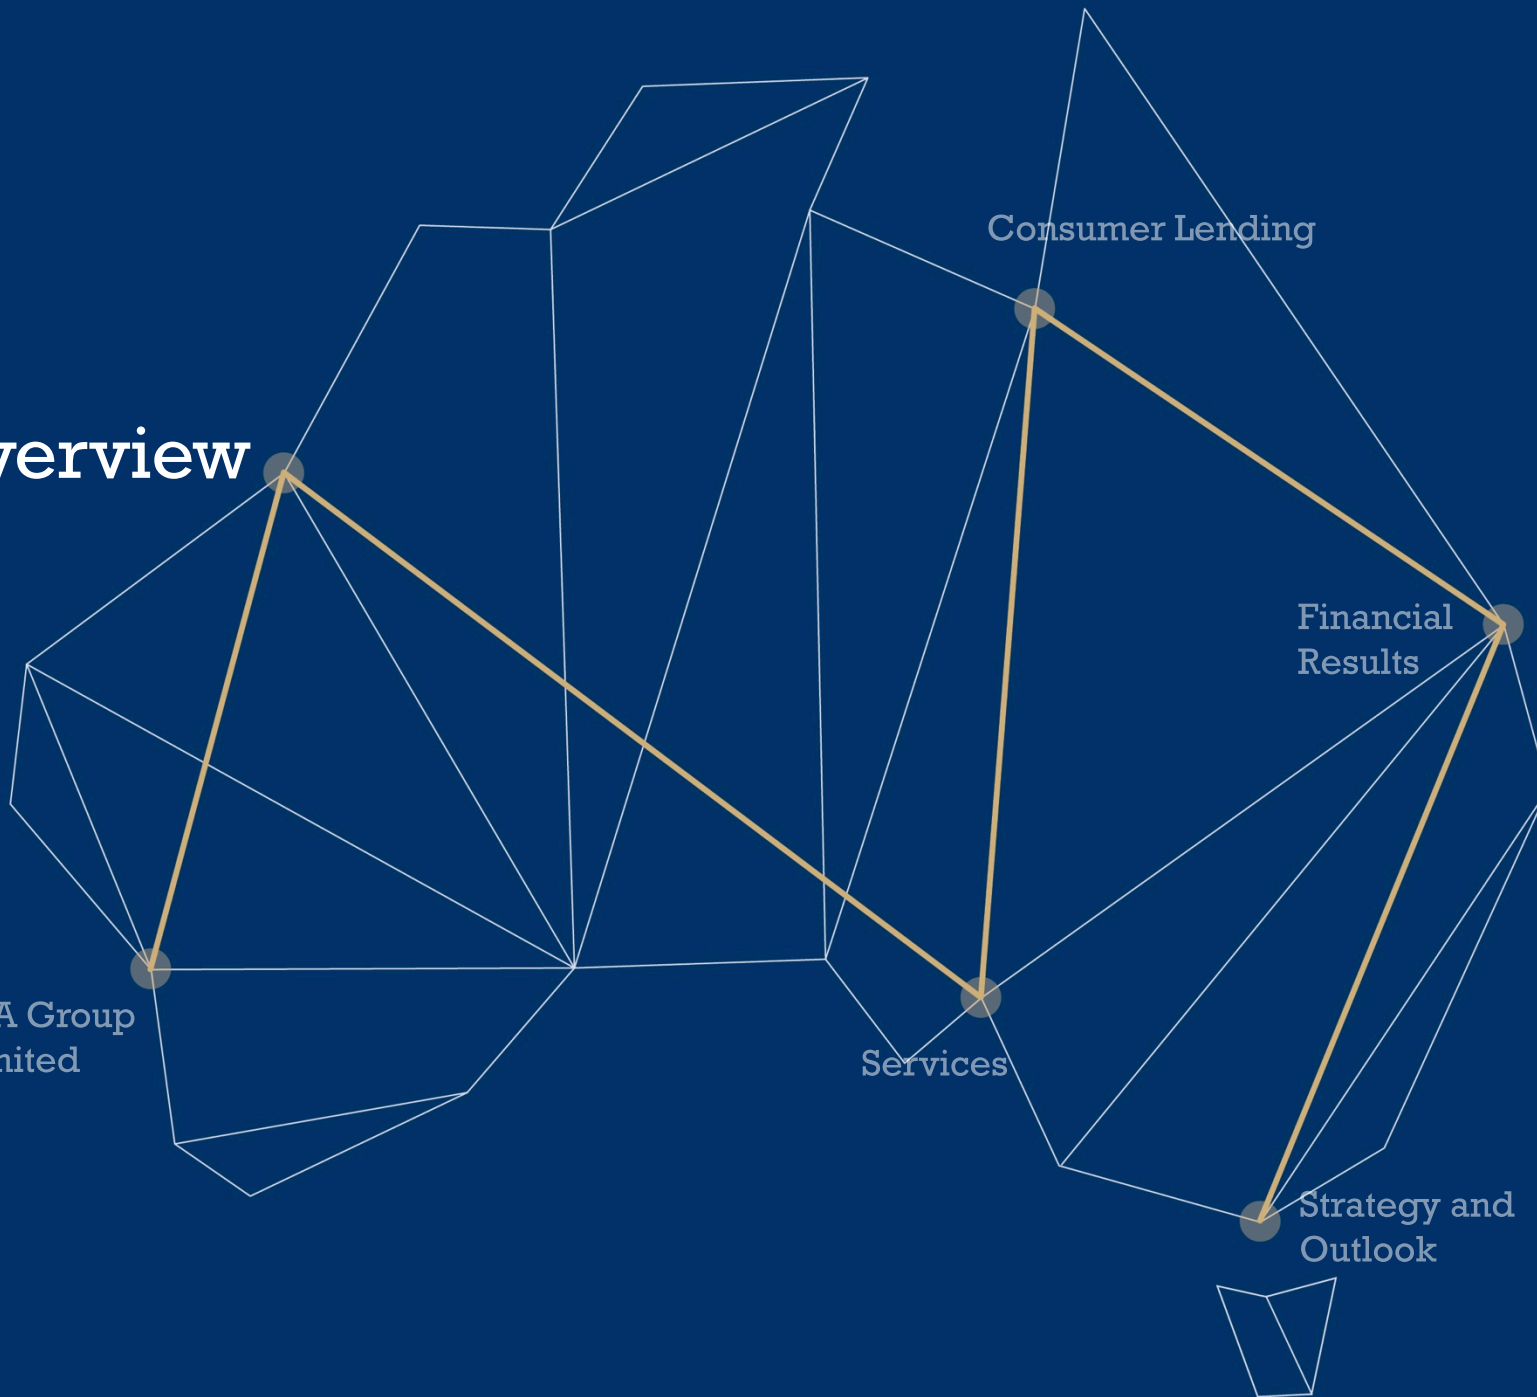 Consumer Lending
verview
Financial
Results
A Group
nited
Services
Strategy and
Outlook